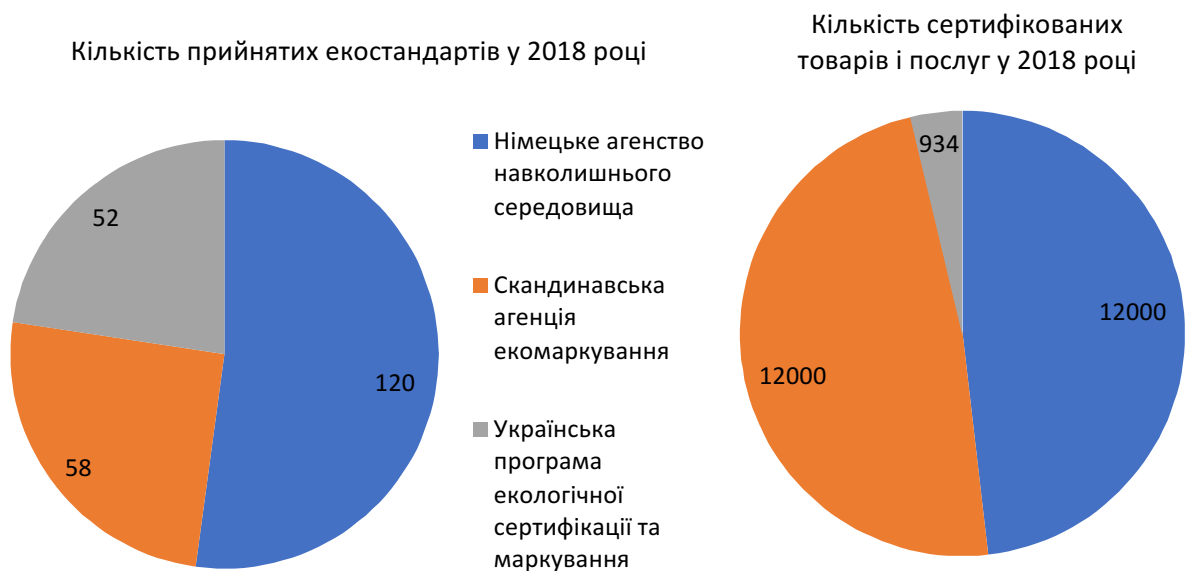 Кількість прийнятих екостандартів у 2018 році
52
58
120
Німецьке агенство
навколишнього
середовища
Скандинавська
агенція
екомаркування
Українська
програма
екологічної
сертифікації та
маркування
Кількість сертифікованих
товарів і послуг у 2018 році
934
12000
12000